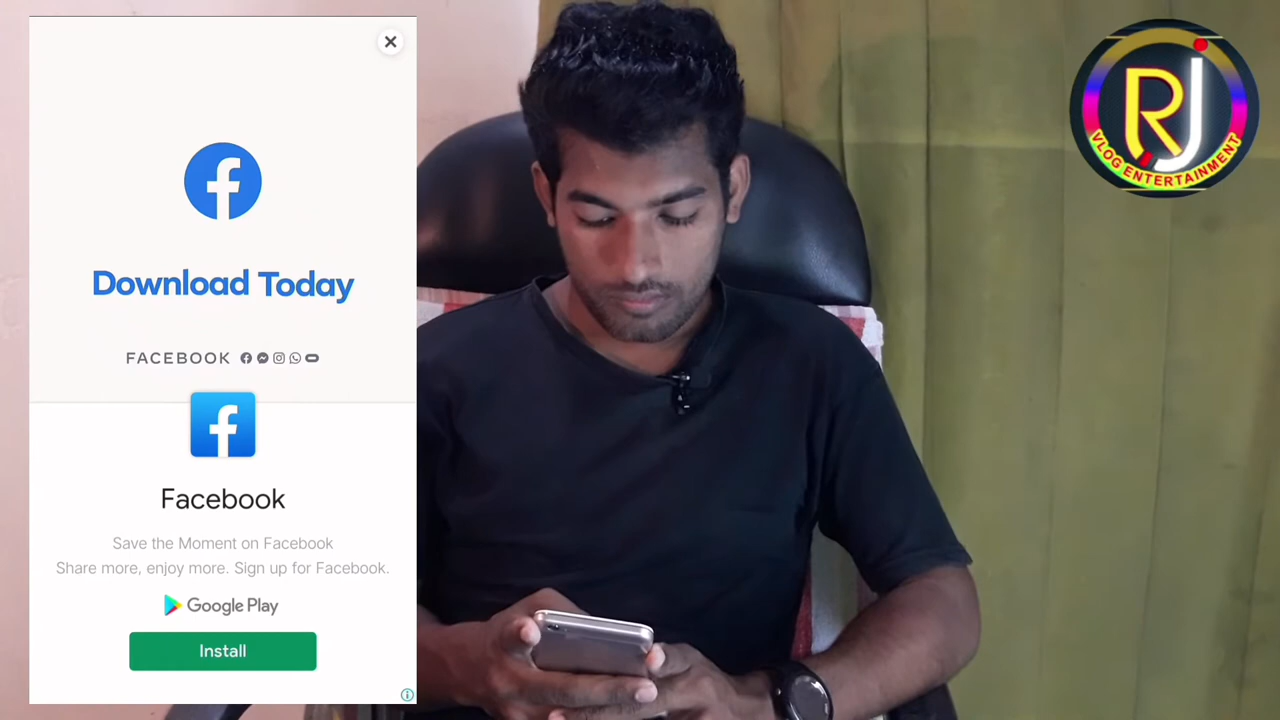 Download Today
FACEBOOK
Facebook
Save the Moment on Facebook
Share more, enjoy more. Sign up for Facebook.
Google Play
Install
RJ
VLOG ENTERTAINMENT